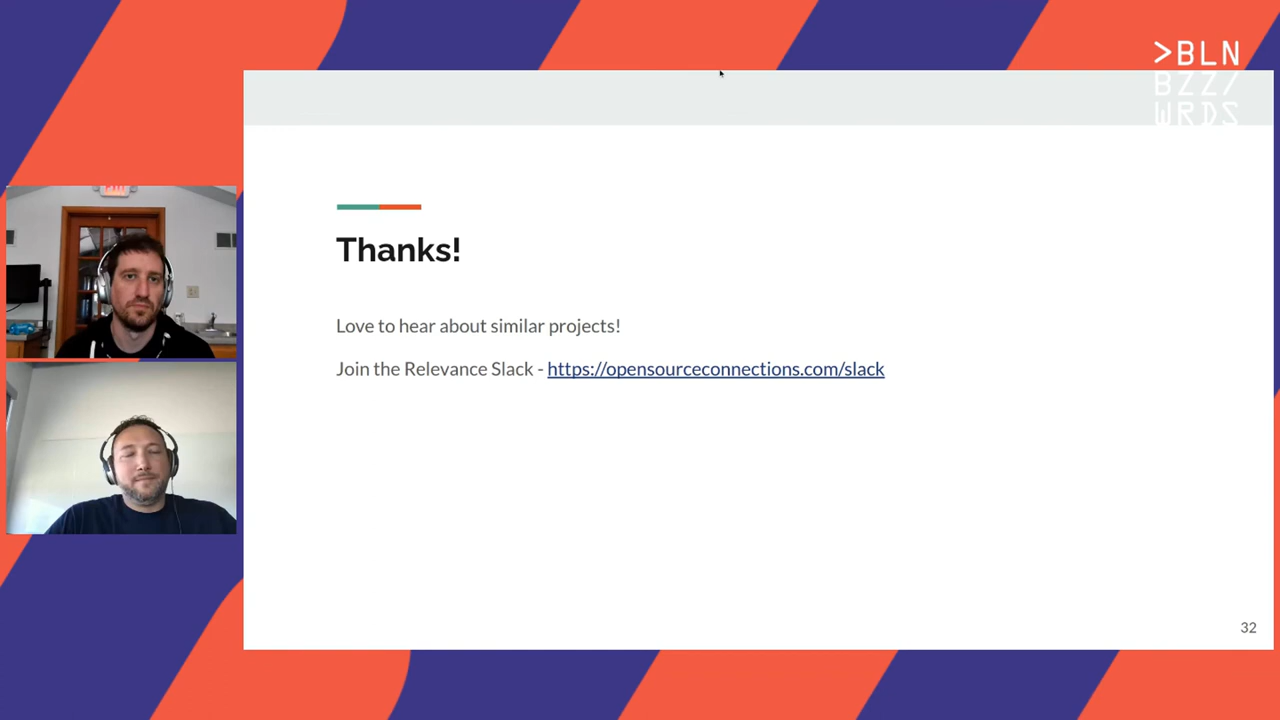 >BLN
BZZ/
WRDS
EXIT
Thanks!
Love to hear about similar projects!
Join the Relevance Slack - https://opensourceconnections.com/slack
32